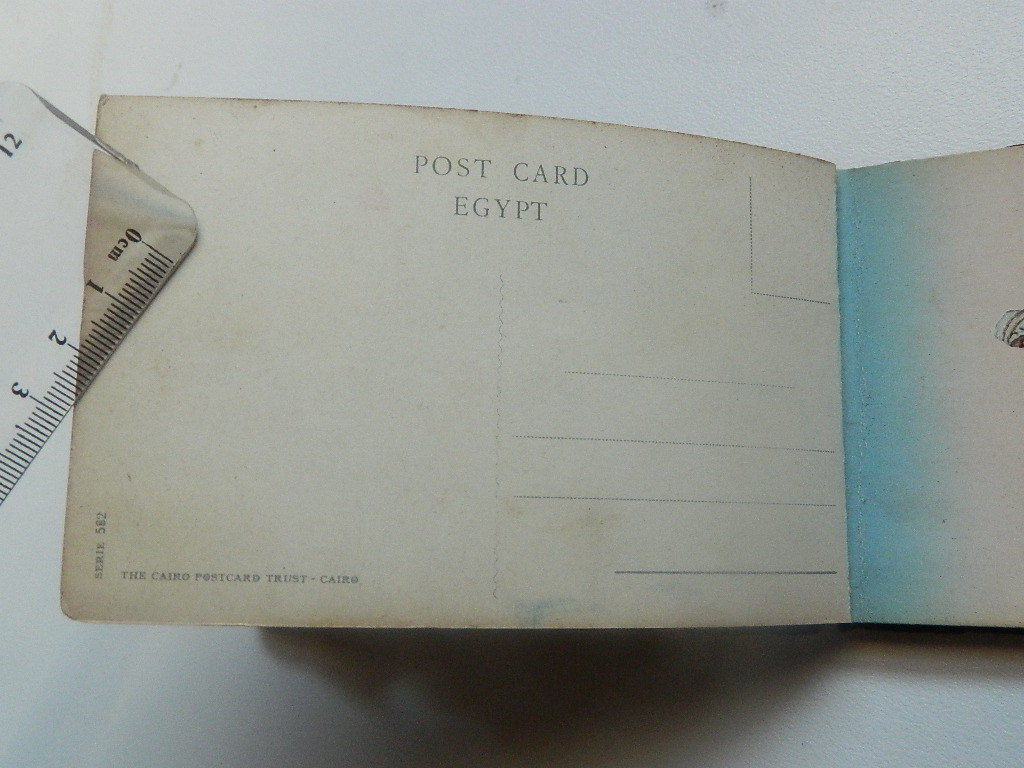 POST CARD
EGYPT
SERIE 582
THE CAIRO POSTCARD TRUST - CAIRO
12
0cm
1
2
3